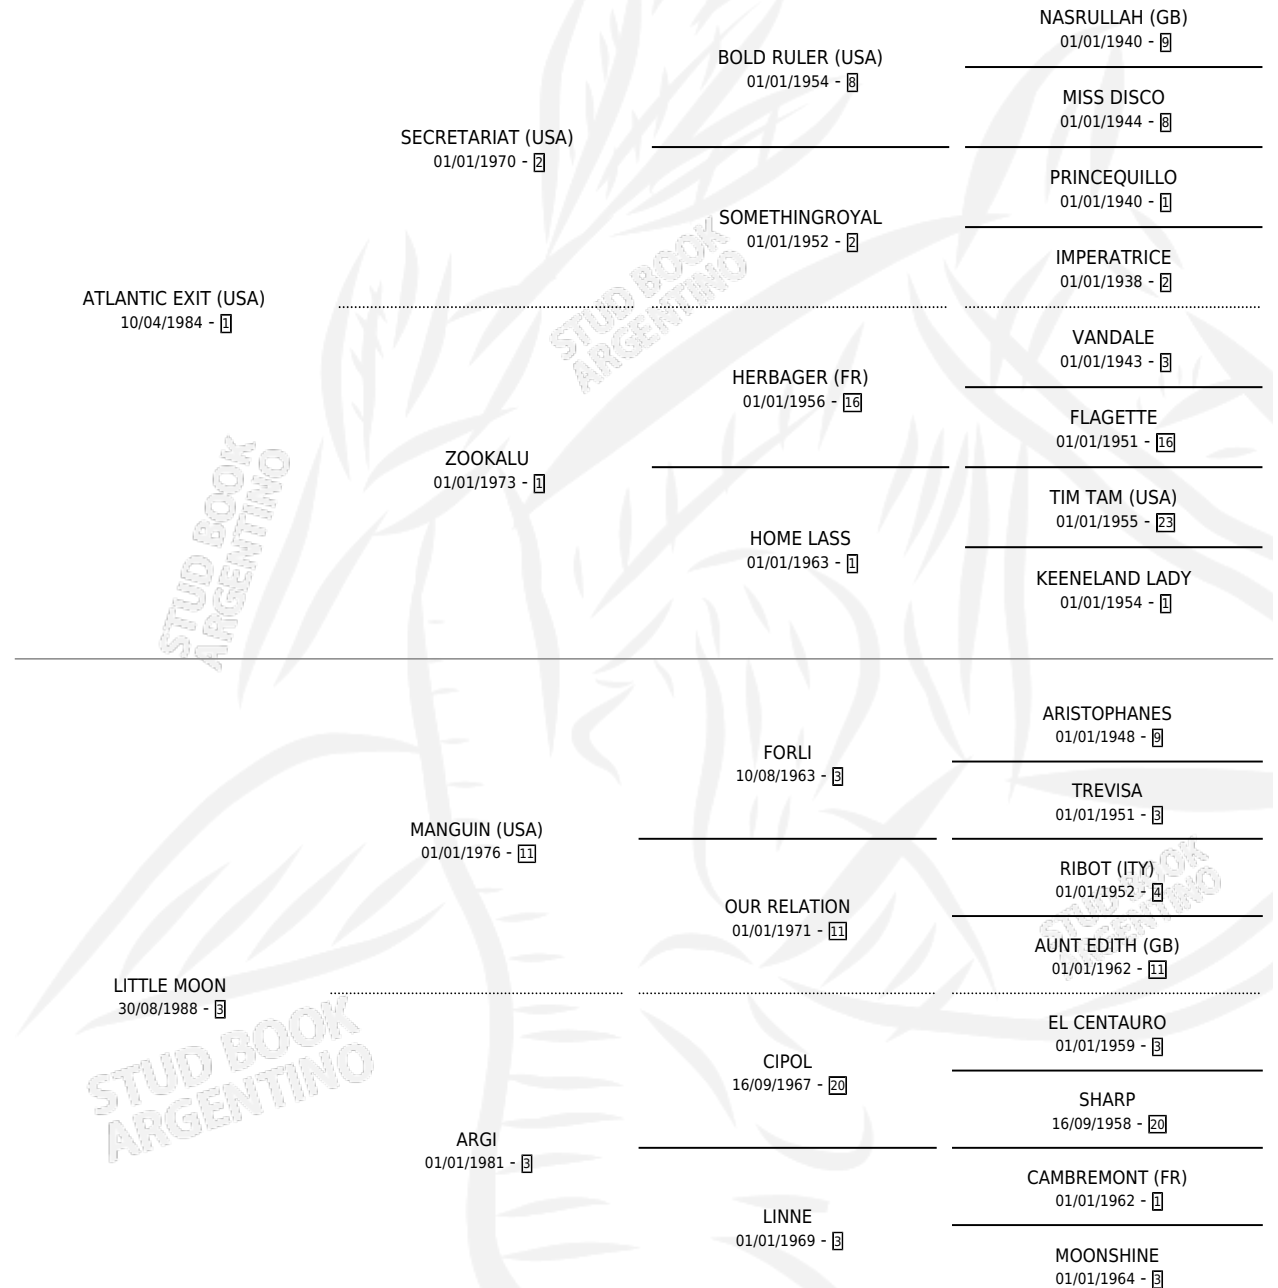 NASRULLAH (GB)
01/01/1940 - 9
BOLD RULER (USA)
01/01/1954 - 8
MISS DISCO
01/01/1944 - 8
SECRETARIAT (USA)
01/01/1970 - 2
PRINCEQUILLO
01/01/1940 - 1
SOMETHINGROYAL
01/01/1952 - 2
IMPERATRICE
01/01/1938 - 2
ATLANTIC EXIT (USA)
10/04/1984 - 1
VANDALE
01/01/1943 - 3
HERBAGER (FR)
01/01/1956 - 16
FLAGETTE
01/01/1951 - 16
ZOOKALU
01/01/1973 - 1
TIM TAM (USA)
01/01/1955 - 23
HOME LASS
01/01/1963 - 1
KEENELAND LADY
01/01/1954 - 1
ARISTOPHANES
01/01/1948 - 9
FORLI
10/08/1963 - 3
TREVISA
01/01/1951 - 3
MANGUIN (USA)
01/01/1976 - 11
RIBOT (ITY)
01/01/1952 - 4
OUR RELATION
01/01/1971 - 11
AUNT EDITH (GB)
01/01/1962 - 11
LITTLE MOON
30/08/1988 - 3
EL CENTAURO
01/01/1959 - 3
CIPOL
16/09/1967 - 20
SHARP
16/09/1958 - 20
ARGI
01/01/1981 - 3
CAMBREMONT (FR)
01/01/1962 - 1
LINNE
01/01/1969 - 3
MOONSHINE
01/01/1964 - 3
STUD BOOK
ARGENTINO
STUD BOOK
ARGENTINO
STUD BOOK
ARGENTINO
STUD BOOK
ARGENTINO